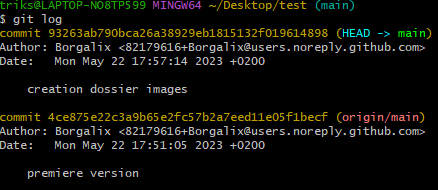 triks@LAPTOP-NO8TP599 MINGW64 ~/Desktop/test (main)
$ git log
commit 93263ab790bca26a38929eb1815132f019614898 (HEAD -> main)
Author: Borgalix <82179616+Borgalix@users.noreply.github.com>
Date:   Mon May 22 17:57:14 2023 +0200
    creation dossier images
commit 4ce875e22c3a9b65e2fc57b2a7eed11e05f1becf (origin/main)
Author: Borgalix <82179616+Borgalix@users.noreply.github.com>
Date:   Mon May 22 17:51:05 2023 +0200
    premiere version